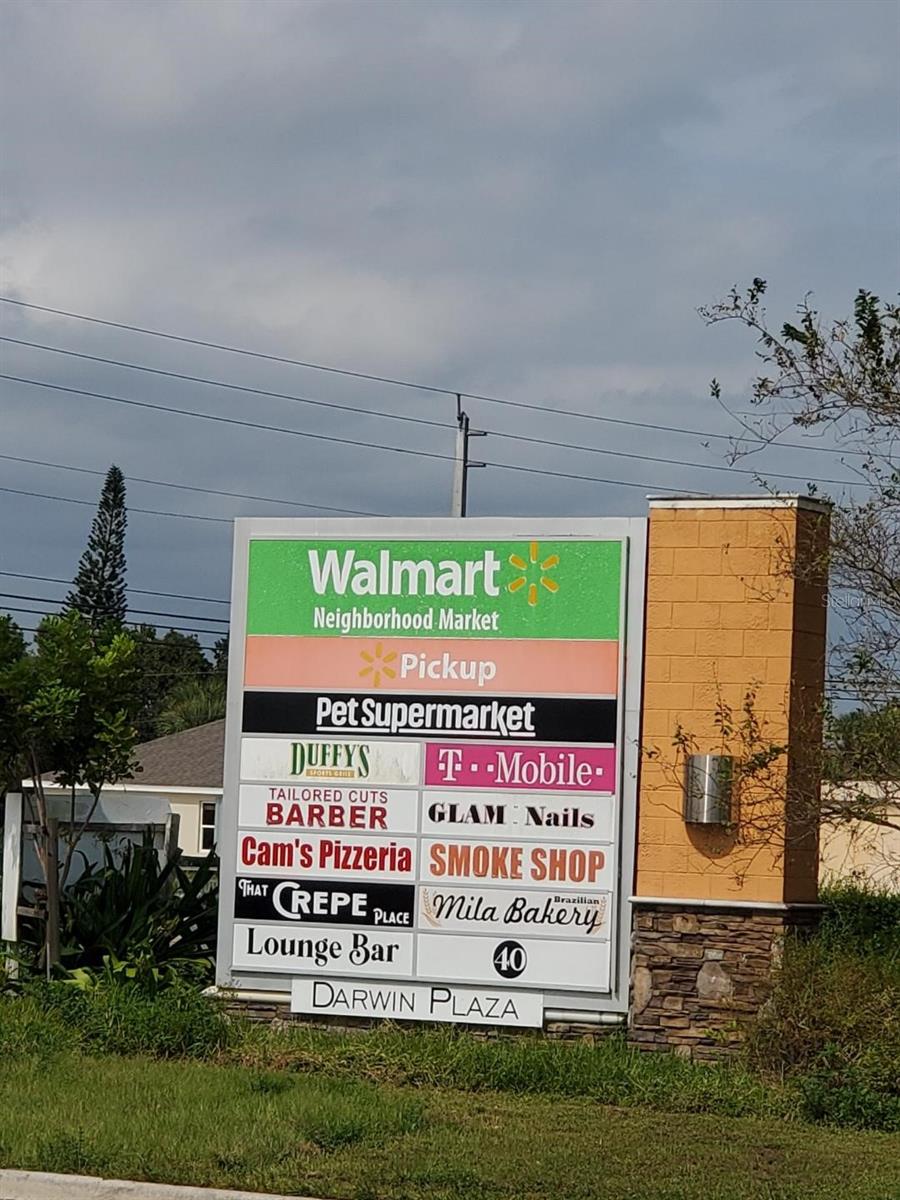 Walmart
Neighborhood Market
Pickup
Pet Supermarket
DUFFY'S
SPORTS GRILL
T··Mobile·
TAILORED CUTS
BARBER
GLAM : Nails
Cam's Pizzeria
SMOKE SHOP
THAT CREPE PLACE
Brazilian
Mila Bakery
Lounge Bar
40
DARWIN PLAZA
StellarMLS